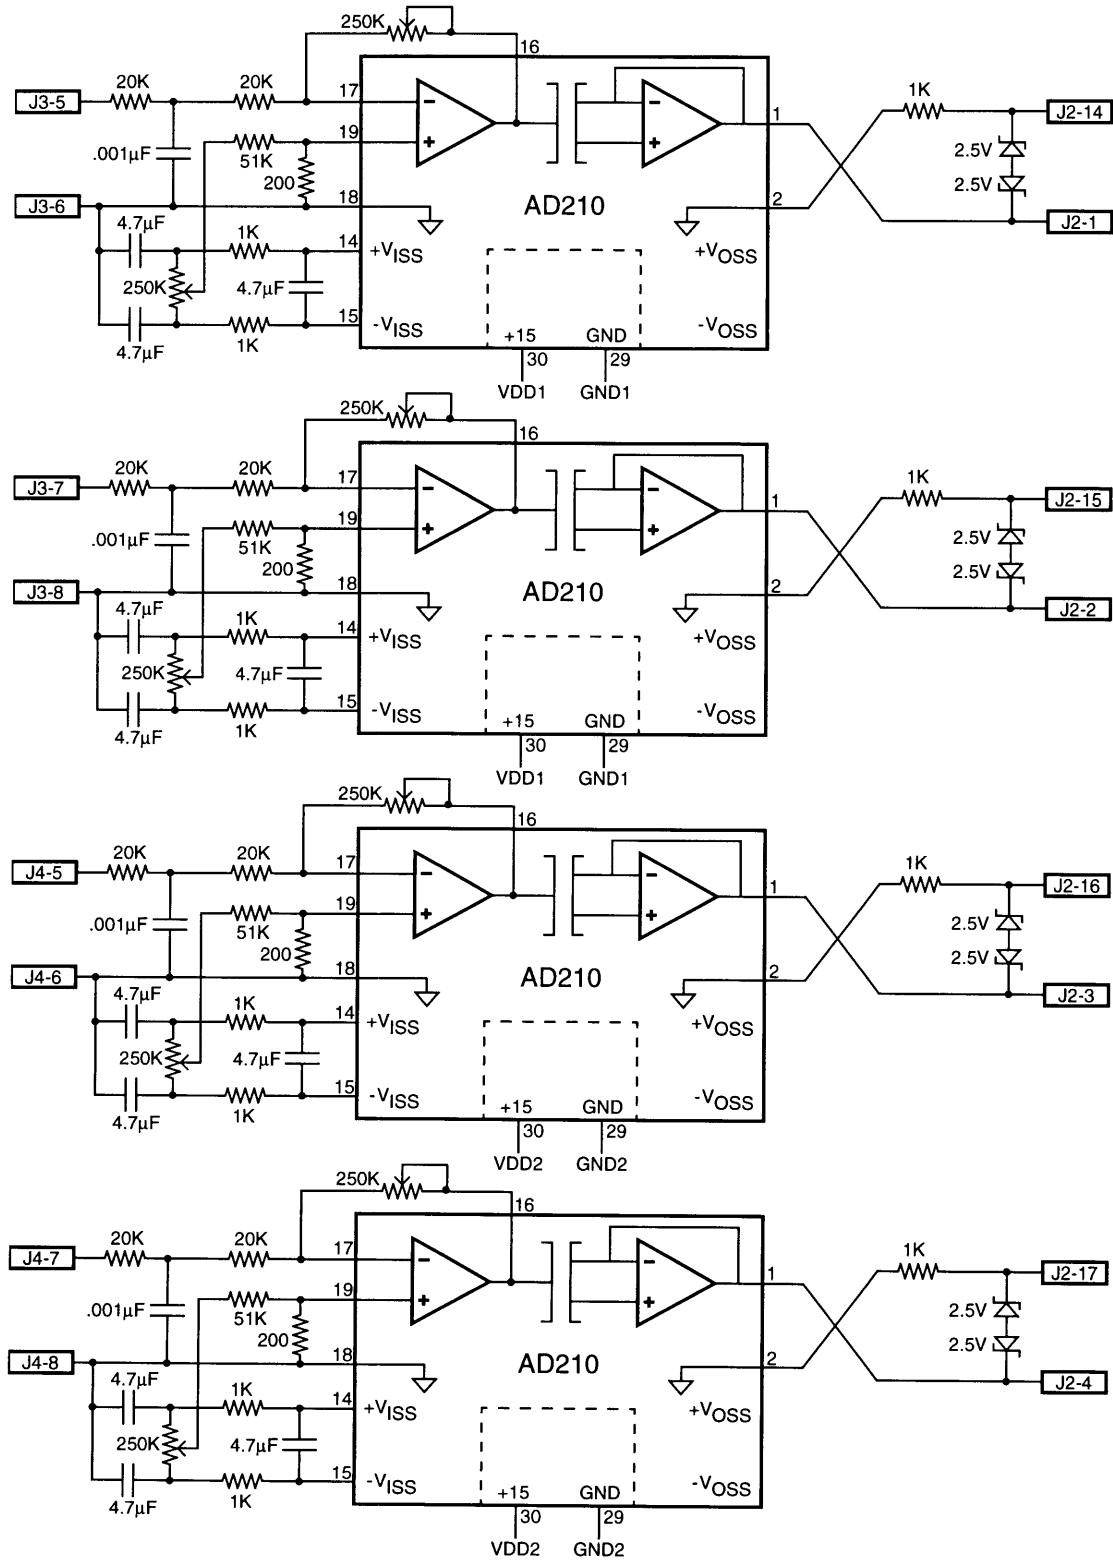 250K
16
J3-5
20K
20K
17
1K
J2-14
.001µF
51K
19
1
2.5V
200
2.5V
J3-6
18
AD210
2
J2-1
4.7µF
1K
14
+VISS
+VOSS
250K
4.7µF
4.7µF
1K
15
-VISS
+15
GND
-VOSS
30
29
VDD1
GND1
250K
16
J3-7
20K
20K
17
1K
J2-15
.001µF
51K
19
1
2.5V
200
2.5V
J3-8
18
AD210
2
J2-2
4.7µF
1K
14
+VISS
+VOSS
250K
4.7µF
4.7µF
1K
15
-VISS
+15
GND
-VOSS
30
29
VDD1
GND1
250K
16
J4-5
20K
20K
17
1K
J2-16
.001µF
51K
19
1
2.5V
200
2.5V
J4-6
18
AD210
2
J2-3
4.7µF
1K
14
+VISS
+VOSS
250K
4.7µF
4.7µF
1K
15
-VISS
+15
GND
-VOSS
30
29
VDD2
GND2
250K
16
J4-7
20K
20K
17
1K
J2-17
.001µF
51K
19
1
2.5V
200
2.5V
J4-8
18
AD210
2
J2-4
4.7µF
1K
14
+VISS
+VOSS
250K
4.7µF
4.7µF
1K
15
-VISS
+15
GND
-VOSS
30
29
VDD2
GND2